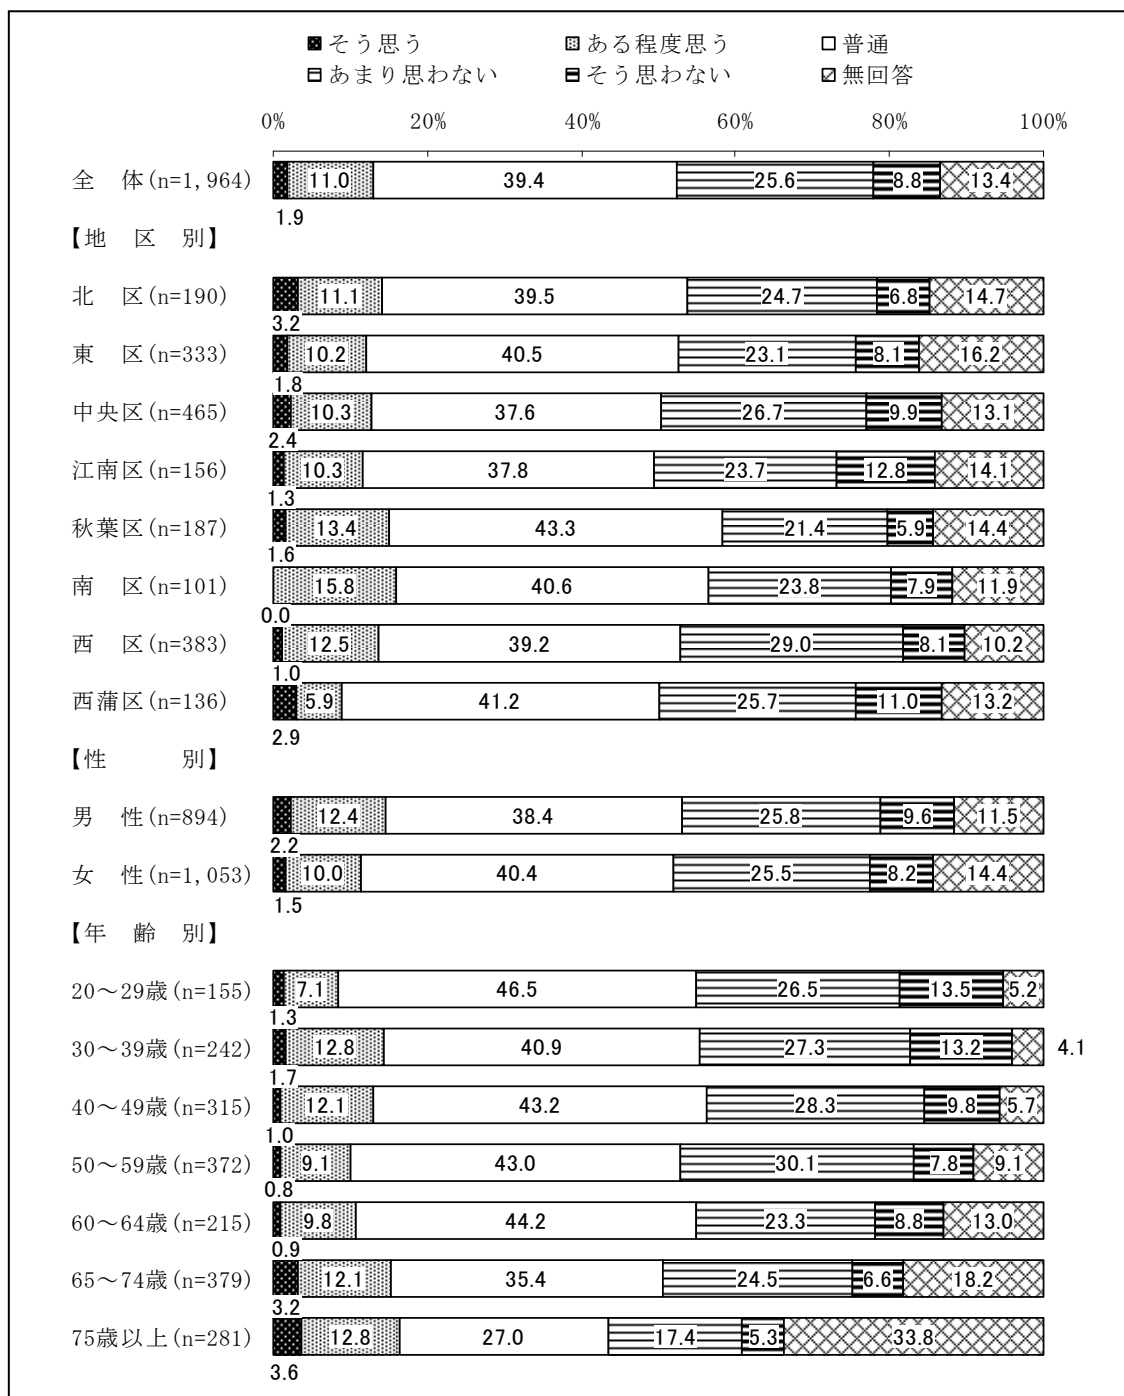 そう思う ある程度思う 普通
あまり思わない そう思わない 無回答
0% 20% 40% 60% 80% 100%
全 体(n=1,964) 11.0 39.4 25.6 8.8 13.4
1.9
【地 区 別】
北 区(n=190) 11.1 39.5 24.7 6.8 14.7
3.2
東 区(n=333) 10.2 40.5 23.1 8.1 16.2
1.8
中央区(n=465) 10.3 37.6 26.7 9.9 13.1
2.4
江南区(n=156) 10.3 37.8 23.7 12.8 14.1
1.3
秋葉区(n=187) 13.4 43.3 21.4 5.9 14.4
1.6
南 区(n=101) 15.8 40.6 23.8 7.9 11.9
0.0
西 区(n=383) 12.5 39.2 29.0 8.1 10.2
1.0
西蒲区(n=136) 5.9 41.2 25.7 11.0 13.2
2.9
【性 別】
男 性(n=894) 12.4 38.4 25.8 9.6 11.5
2.2
女 性(n=1,053) 10.0 40.4 25.5 8.2 14.4
1.5
【年 齢 別】
20～29歳(n=155) 7.1 46.5 26.5 13.5 5.2
1.3
30～39歳(n=242) 12.8 40.9 27.3 13.2 4.1
1.7
40～49歳(n=315) 12.1 43.2 28.3 9.8 5.7
1.0
50～59歳(n=372) 9.1 43.0 30.1 7.8 9.1
0.8
60～64歳(n=215) 9.8 44.2 23.3 8.8 13.0
0.9
65～74歳(n=379) 12.1 35.4 24.5 6.6 18.2
3.2
75歳以上(n=281) 12.8 27.0 17.4 5.3 33.8
3.6